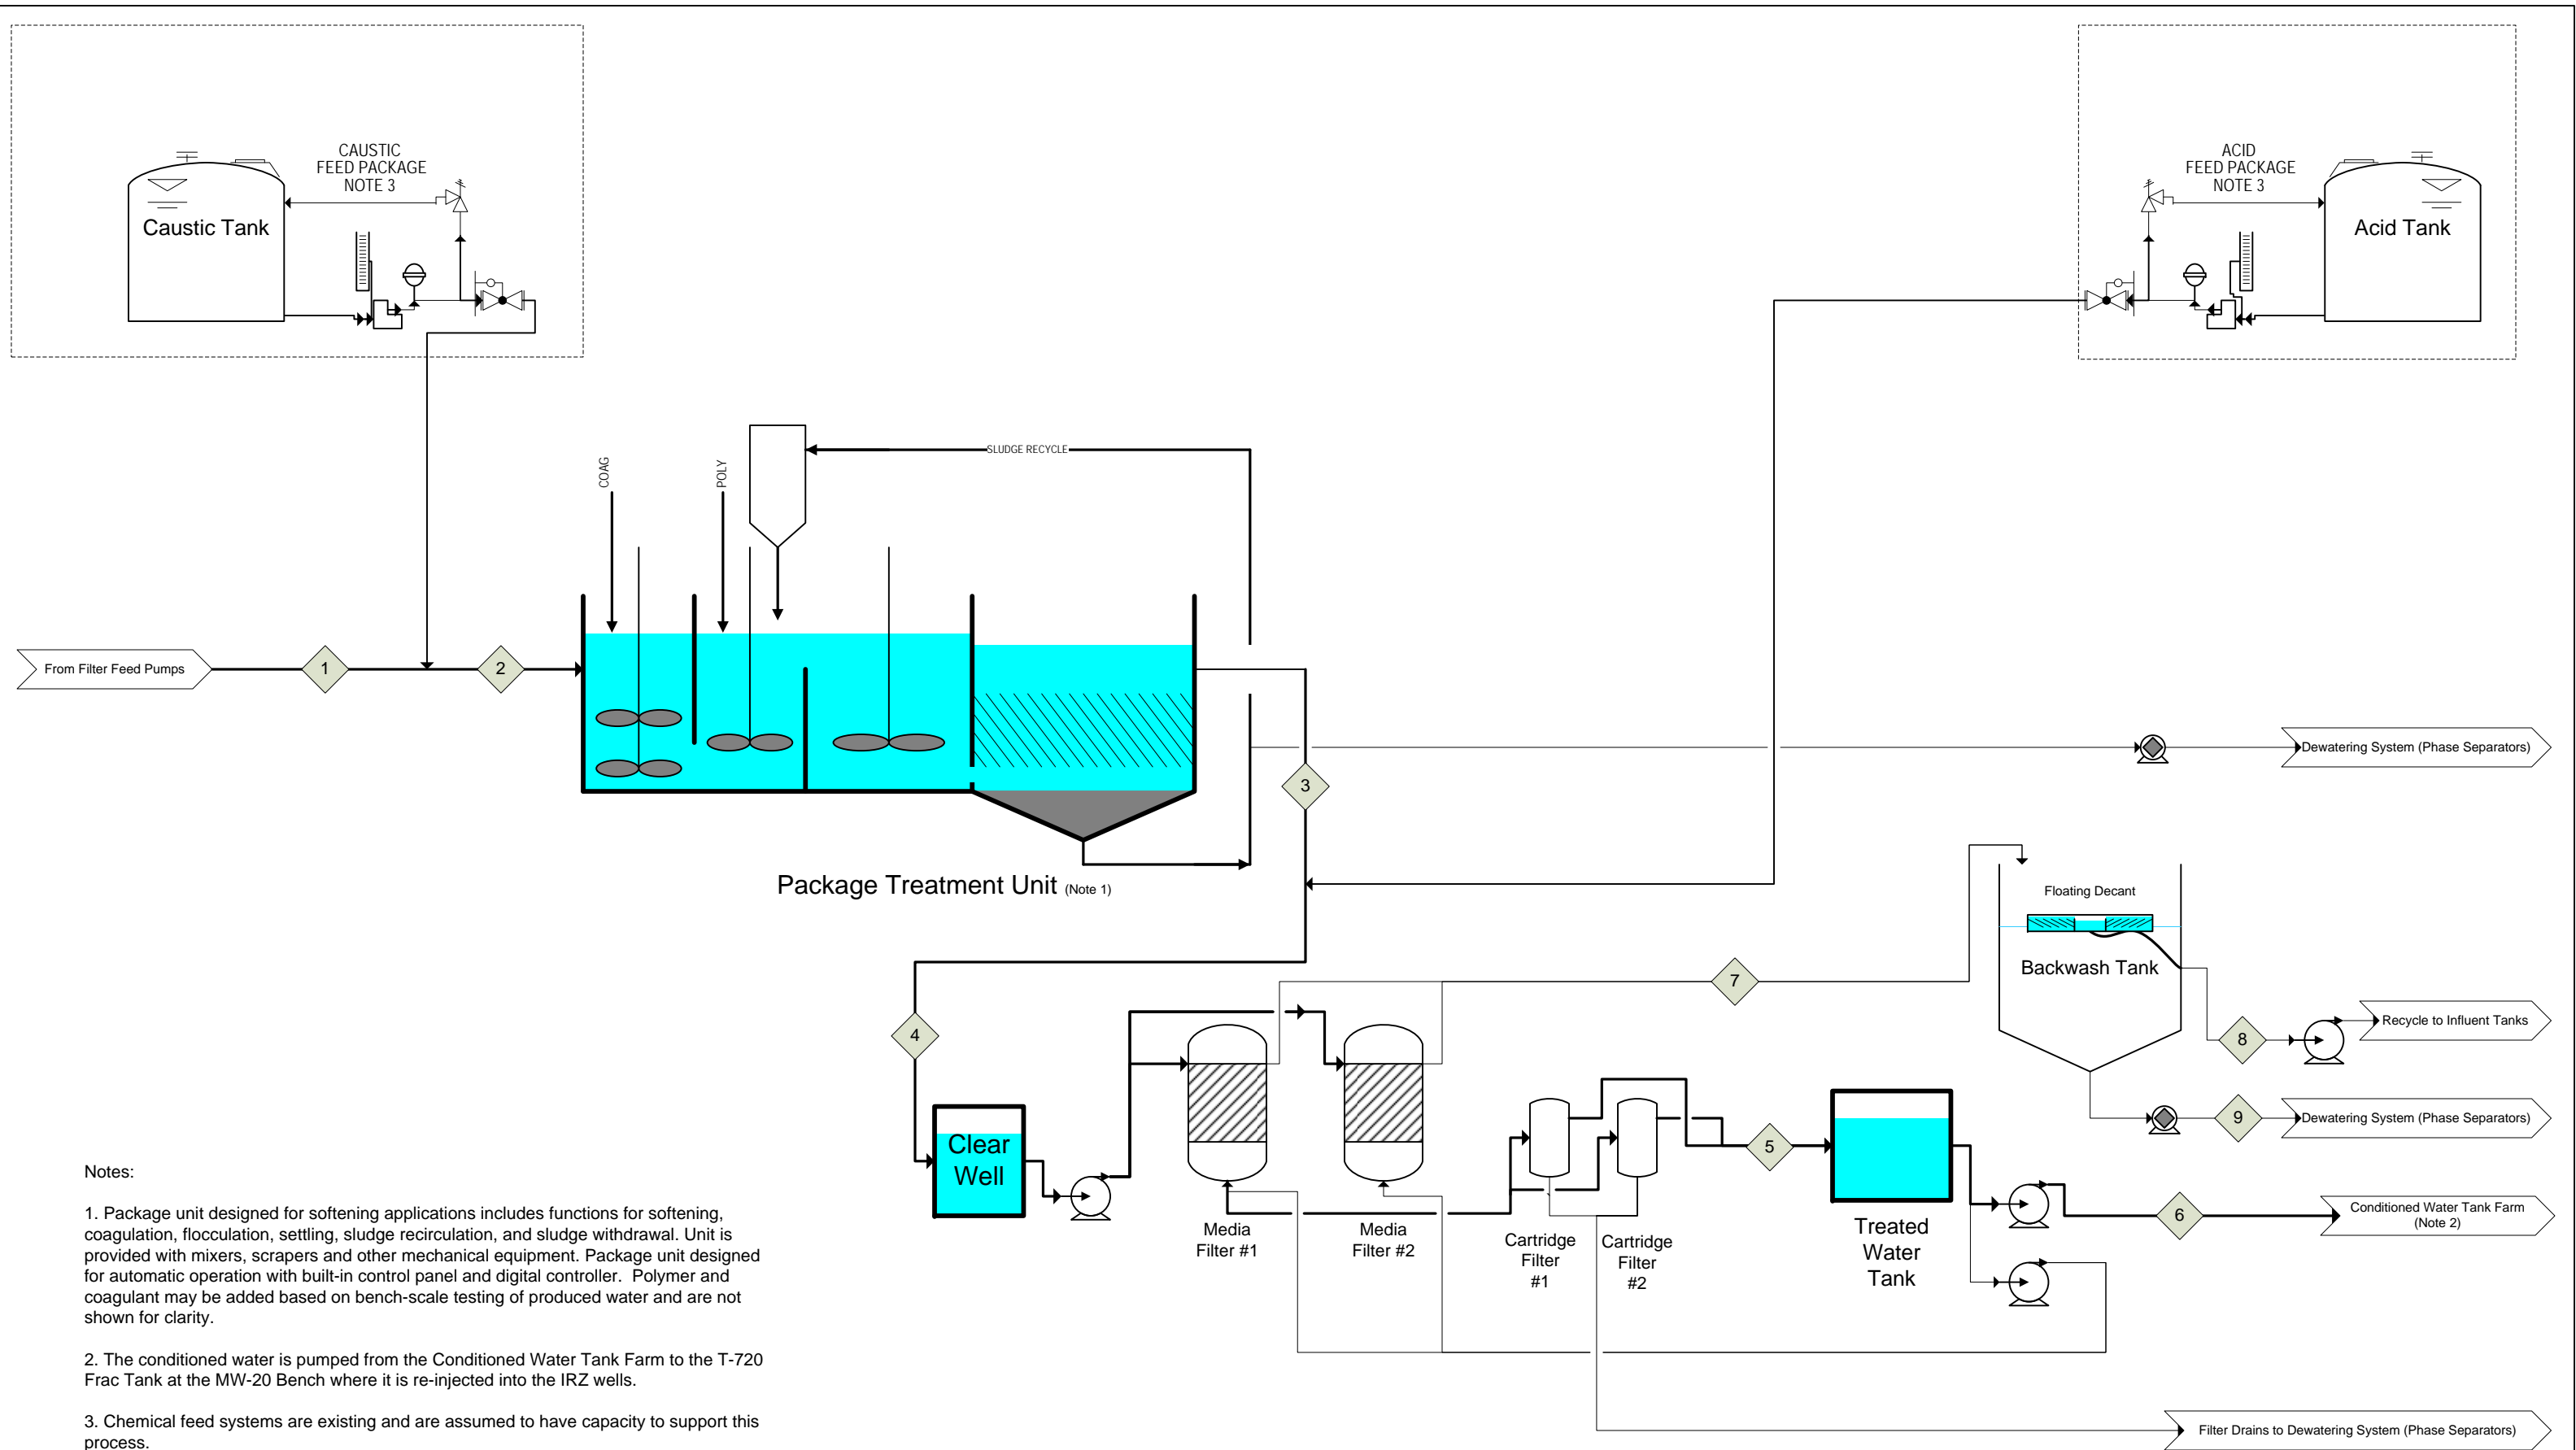 CAUSTIC
FEED PACKAGE
NOTE 3
Caustic Tank
ACID
FEED PACKAGE
NOTE 3
Acid Tank
COAG
POLY
SLUDGE RECYCLE
From Filter Feed Pumps
1
2
3
Dewatering System (Phase Separators)
Package Treatment Unit (Note 1)
Floating Decant
Backwash Tank
7
4
8
Recycle to Influent Tanks
9
Dewatering System (Phase Separators)
Clear
Well
5
6
Conditioned Water Tank Farm
(Note 2)
Media
Filter #1
Media
Filter #2
Cartridge
Filter
#1
Cartridge
Filter
#2
Treated
Water
Tank
Filter Drains to Dewatering System (Phase Separators)
Notes:
1. Package unit designed for softening applications includes functions for softening,
coagulation, flocculation, settling, sludge recirculation, and sludge withdrawal. Unit is
provided with mixers, scrapers and other mechanical equipment. Package unit designed
for automatic operation with built-in control panel and digital controller. Polymer and
coagulant may be added based on bench-scale testing of produced water and are not
shown for clarity.
2. The conditioned water is pumped from the Conditioned Water Tank Farm to the T-720
Frac Tank at the MW-20 Bench where it is re-injected into the IRZ wells.
3. Chemical feed systems are existing and are assumed to have capacity to support this
process.